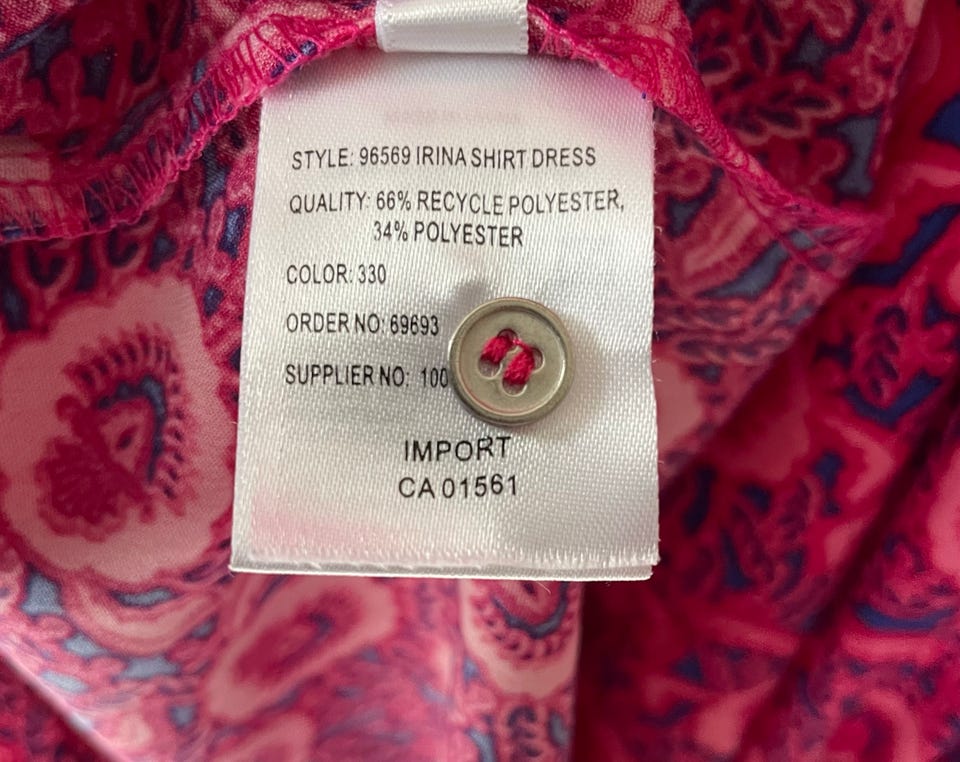 STYLE: 96569 IRINA SHIRT DRESS
QUALITY: 66% RECYCLE POLYESTER,
34% POLYESTER
COLOR: 330
ORDER NO: 69693
SUPPLIER NO: 100
IMPORT
CA 01561